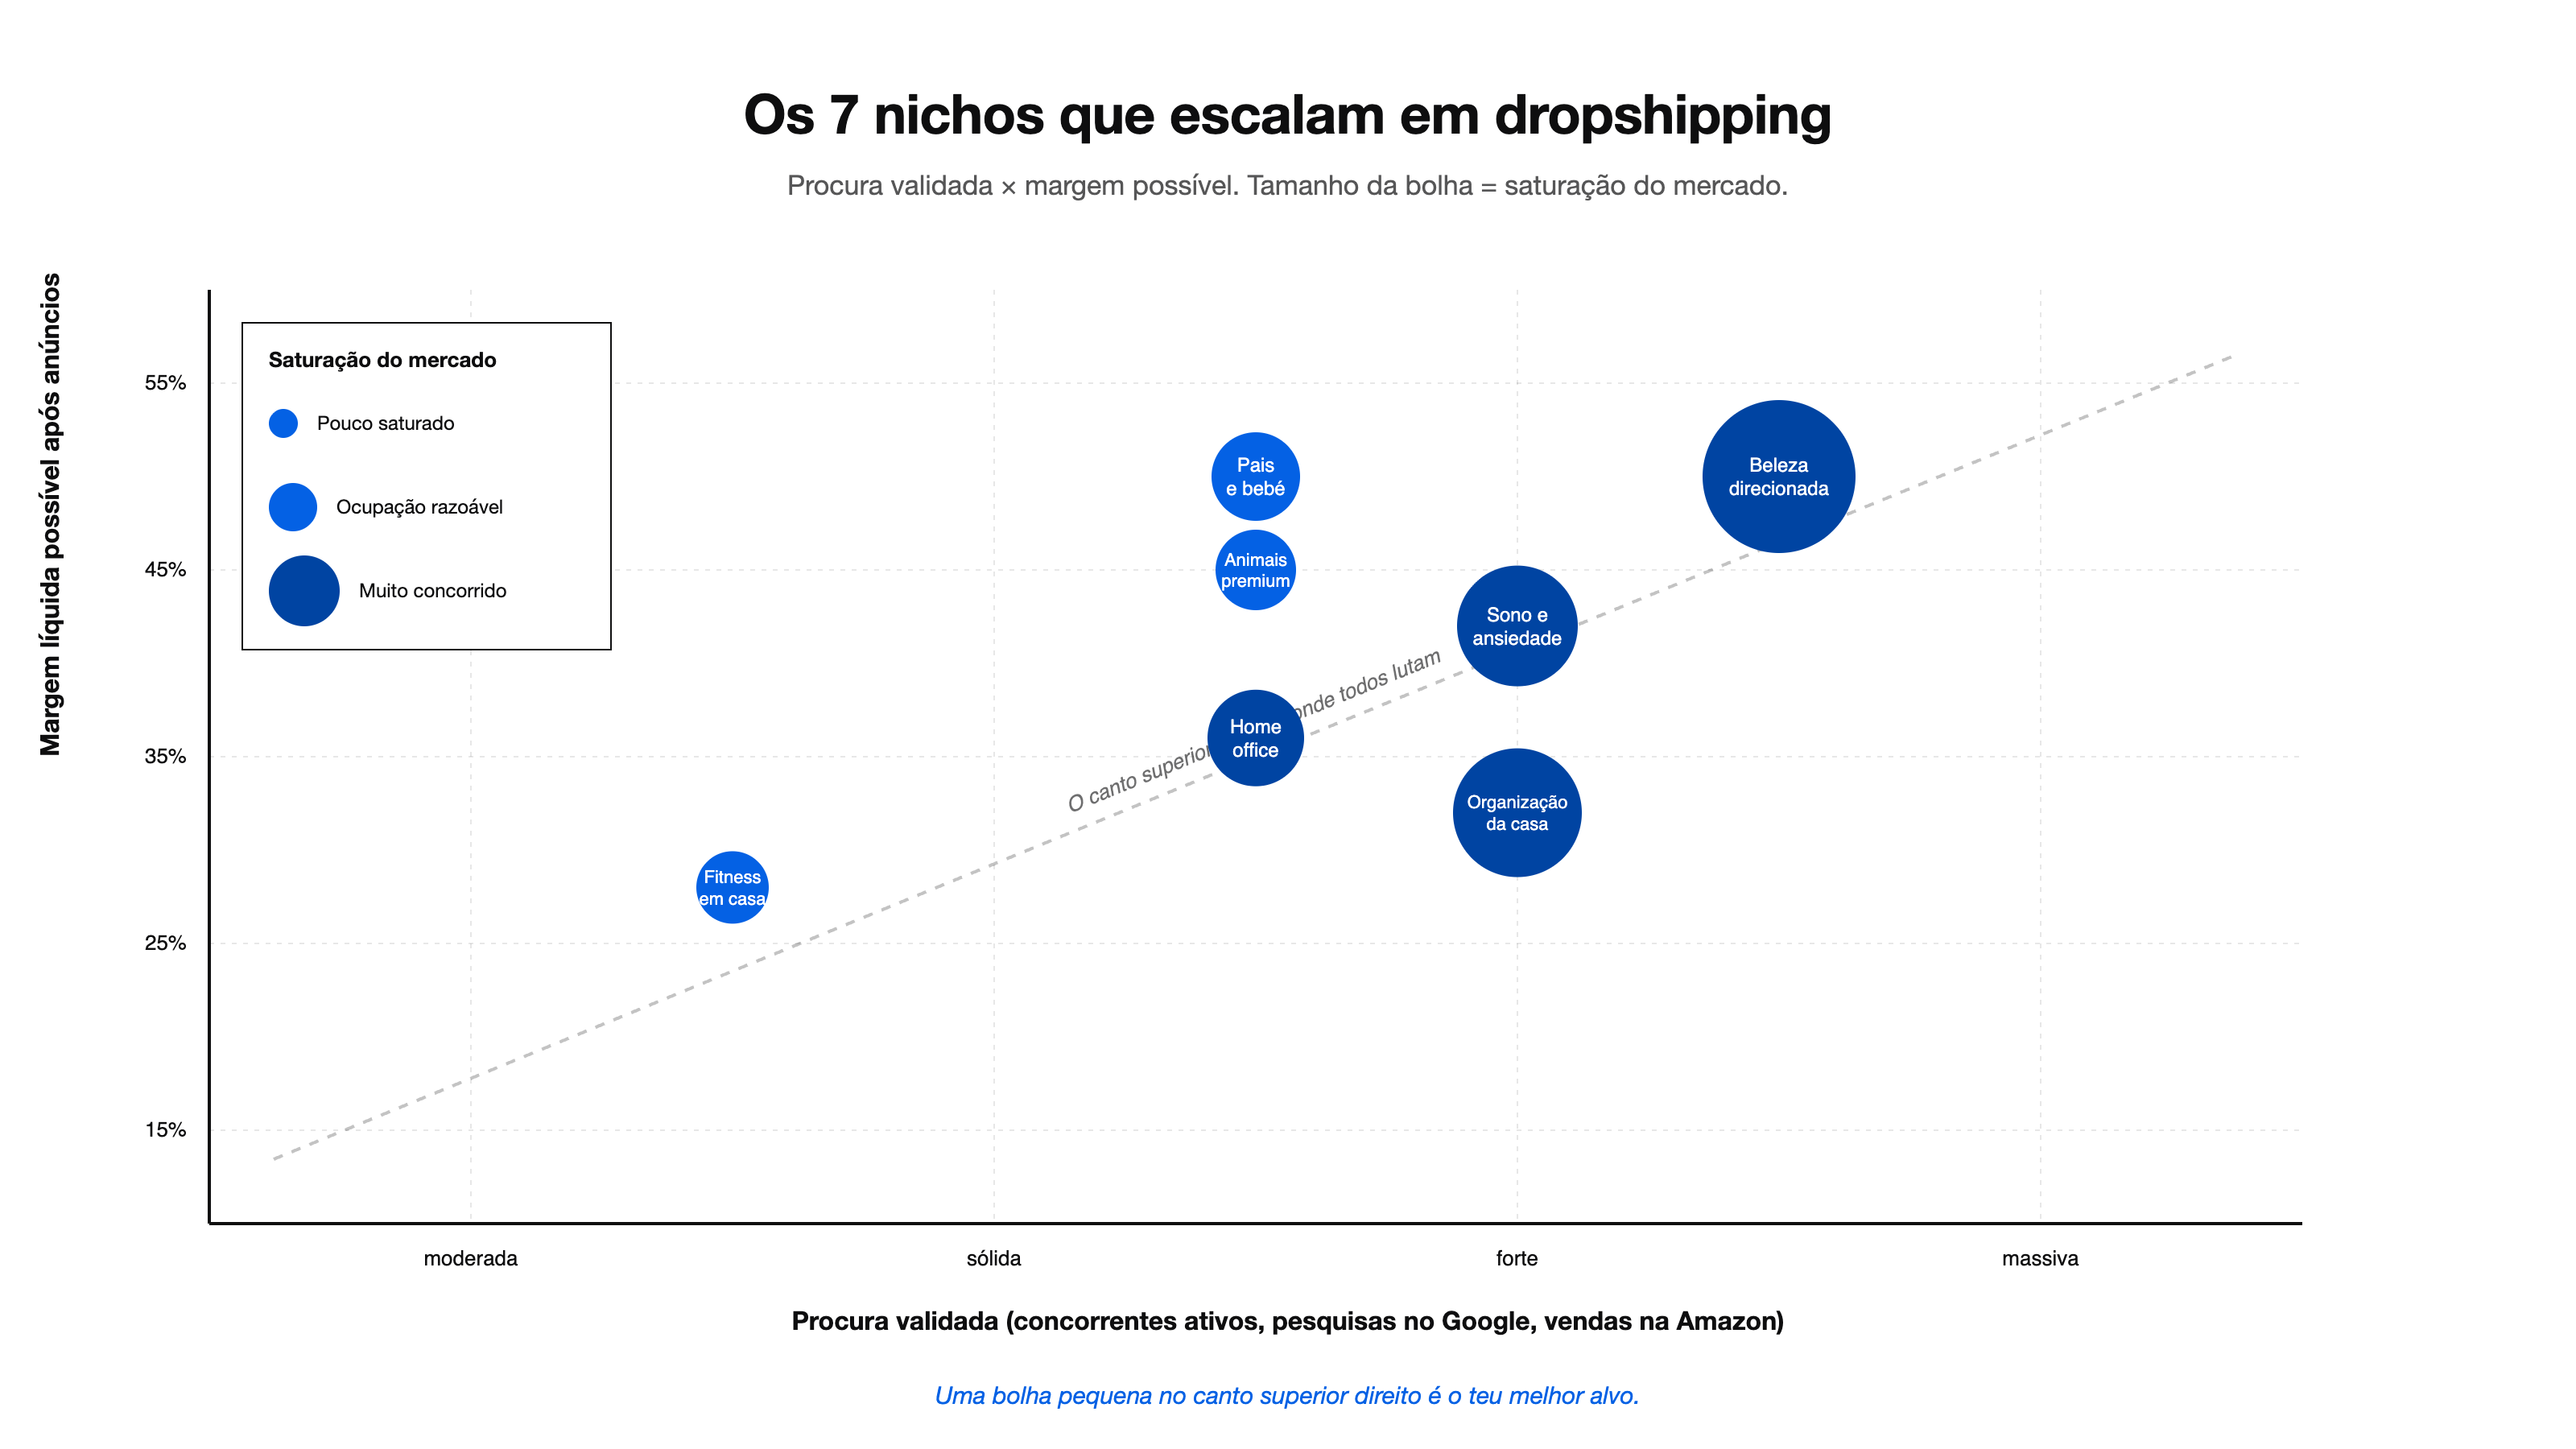 Os 7 nichos que escalam em dropshipping
Procura validada × margem possível. Tamanho da bolha = saturação do mercado.
Margem líquida possível após anúncios
Saturação do mercado
Pouco saturado
Ocupação razoável
Muito concorrido
55%
45%
35%
25%
15%
Pais
e bebé
Animais
premium
Beleza
direcionada
Sono e
ansiedade
O canto superior
onde todos lutam
Home
office
Organização
da casa
Fitness
em casa
moderada
sólida
forte
massiva
Procura validada (concorrentes ativos, pesquisas no Google, vendas na Amazon)
Uma bolha pequena no canto superior direito é o teu melhor alvo.